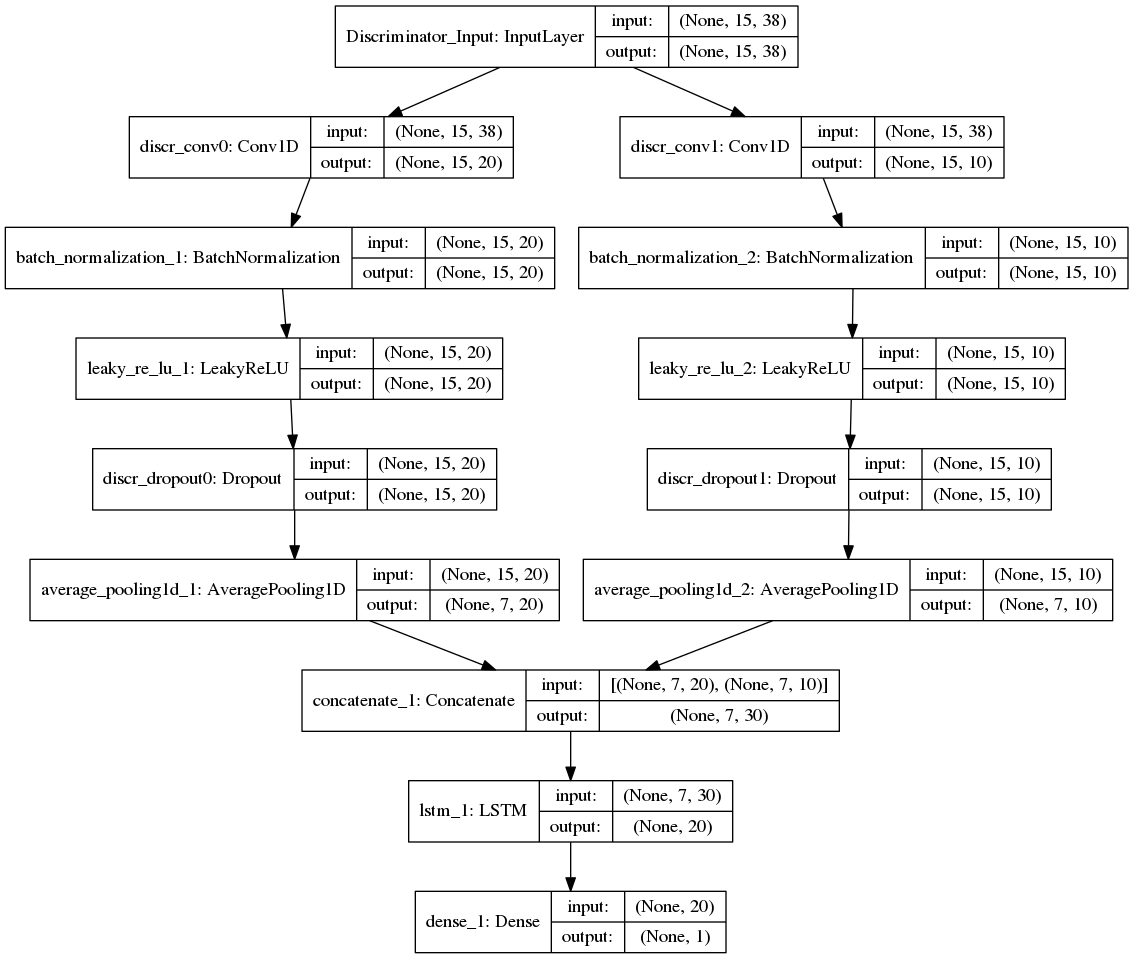 Discriminator_Input: InputLayer
input: (None, 15, 38)
output: (None, 15, 38)
discr_conv0: Conv1D
input: (None, 15, 38)
output: (None, 15, 20)
discr_conv1: Conv1D
input: (None, 15, 38)
output: (None, 15, 10)
batch_normalization_1: BatchNormalization
input: (None, 15, 20)
output: (None, 15, 20)
batch_normalization_2: BatchNormalization
input: (None, 15, 10)
output: (None, 15, 10)
leaky_re_lu_1: LeakyReLU
input: (None, 15, 20)
output: (None, 15, 20)
leaky_re_lu_2: LeakyReLU
input: (None, 15, 10)
output: (None, 15, 10)
discr_dropout0: Dropout
input: (None, 15, 20)
output: (None, 15, 20)
discr_dropout1: Dropout
input: (None, 15, 10)
output: (None, 15, 10)
average_pooling1d_1: AveragePooling1D
input: (None, 15, 20)
output: (None, 7, 20)
average_pooling1d_2: AveragePooling1D
input: (None, 15, 10)
output: (None, 7, 10)
concatenate_1: Concatenate
input: [(None, 7, 20), (None, 7, 10)]
output: (None, 7, 30)
lstm_1: LSTM
input: (None, 7, 30)
output: (None, 20)
dense_1: Dense
input: (None, 20)
output: (None, 1)